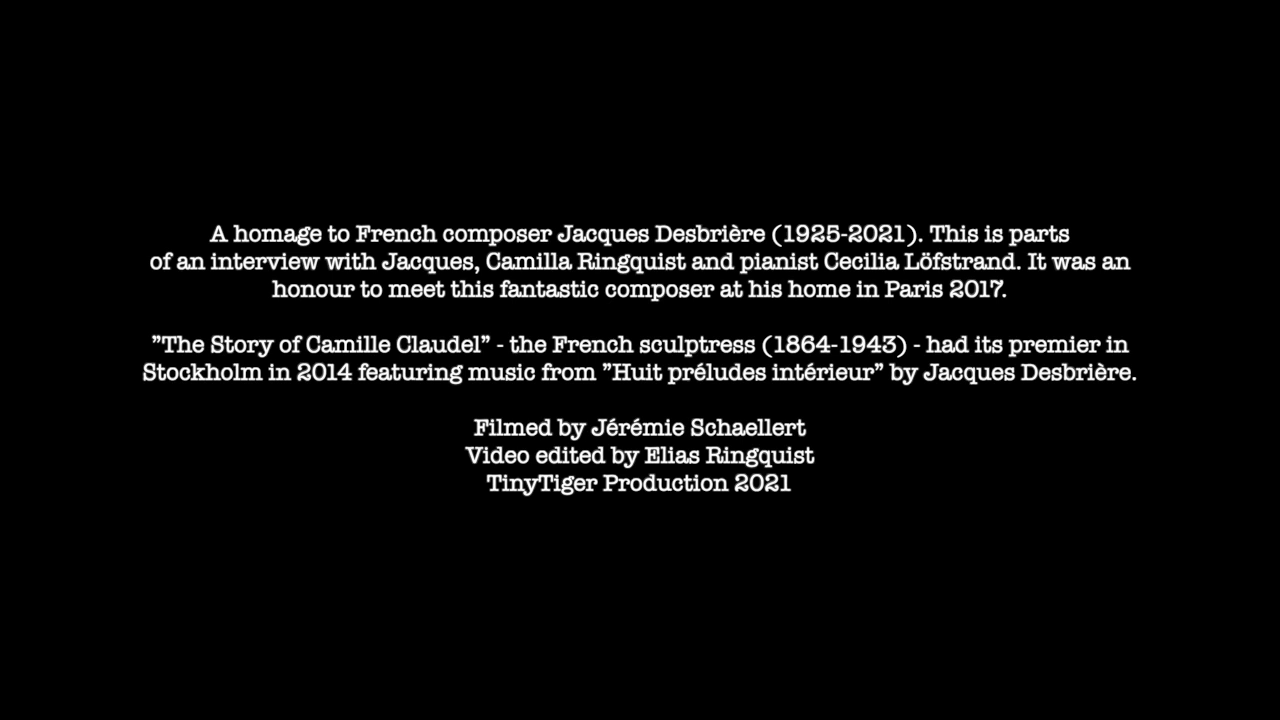 A homage to French composer Jacques Desbrière (1925-2021). This is parts
of an interview with Jacques, Camilla Ringquist and pianist Cecilia Löfstrand. It was an
honour to meet this fantastic composer at his home in Paris 2017.
”The Story of Camille Claudel” - the French sculptress (1864-1943) - had its premier in
Stockholm in 2014 featuring music from ”Huit préludes intérieur” by Jacques Desbrière.
Filmed by Jérémie Schaellert
Video edited by Elias Ringquist
TinyTiger Production 2021